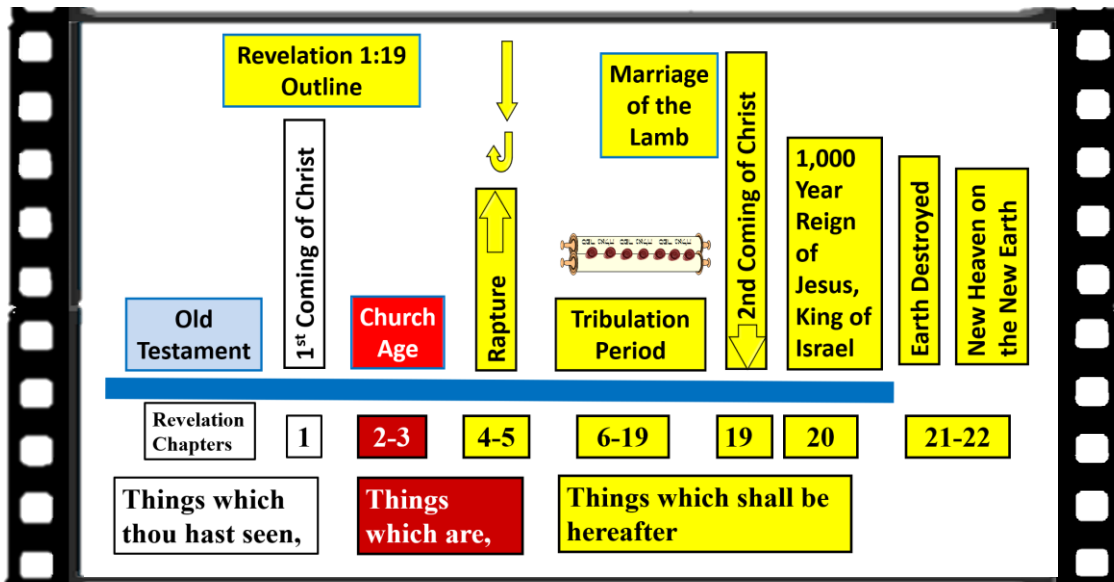 Revelation 1:19
Outline
Marriage
of the
Lamb
Old
Testament
1st Coming of Christ
Church
Age
Rapture
Tribulation
Period
2nd Coming of Christ
1,000
Year
Reign
of
Jesus,
King of
Israel
Earth Destroyed
New Heaven on
the New Earth
Revelation
Chapters
1
2-3
4-5
6-19
19
20
21-22
Things which
thou hast seen,
Things
which are,
Things which shall be
hereafter